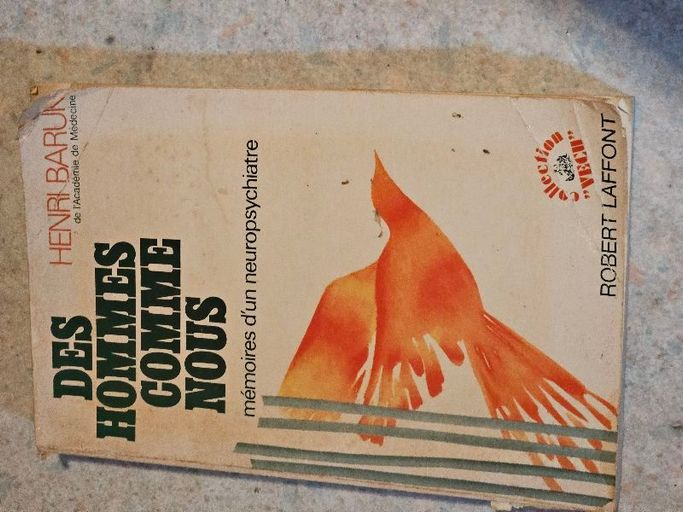 HENRI BARUK
de l'Académie de Médecine
DES
HOMMES
COMME
NOUS
mémoires d'un neuropsychiatre
Collection
"VECU"
ROBERT LAFFONT